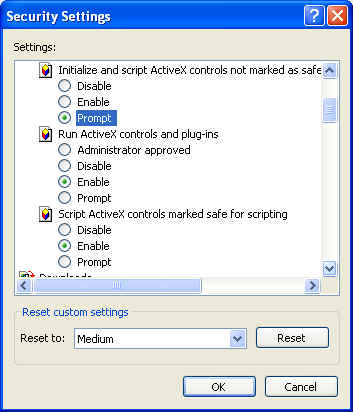 Security Settings
Settings:
Initialize and script ActiveX controls not marked as safe
Disable
Enable
Prompt
Run ActiveX controls and plug-ins
Administrator approved
Disable
Enable
Prompt
Script ActiveX controls marked safe for scripting
Disable
Enable
Prompt
Downloads
Reset custom settings
Reset to: Medium Reset
OK Cancel